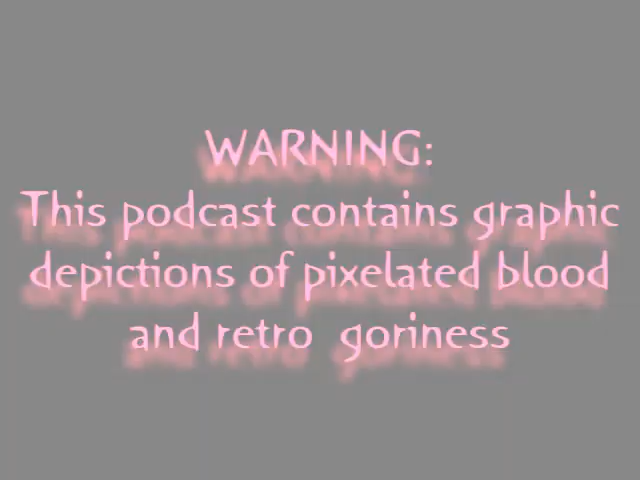 WARNING:
This podcast contains graphic
depictions of pixelated blood
and retro goriness